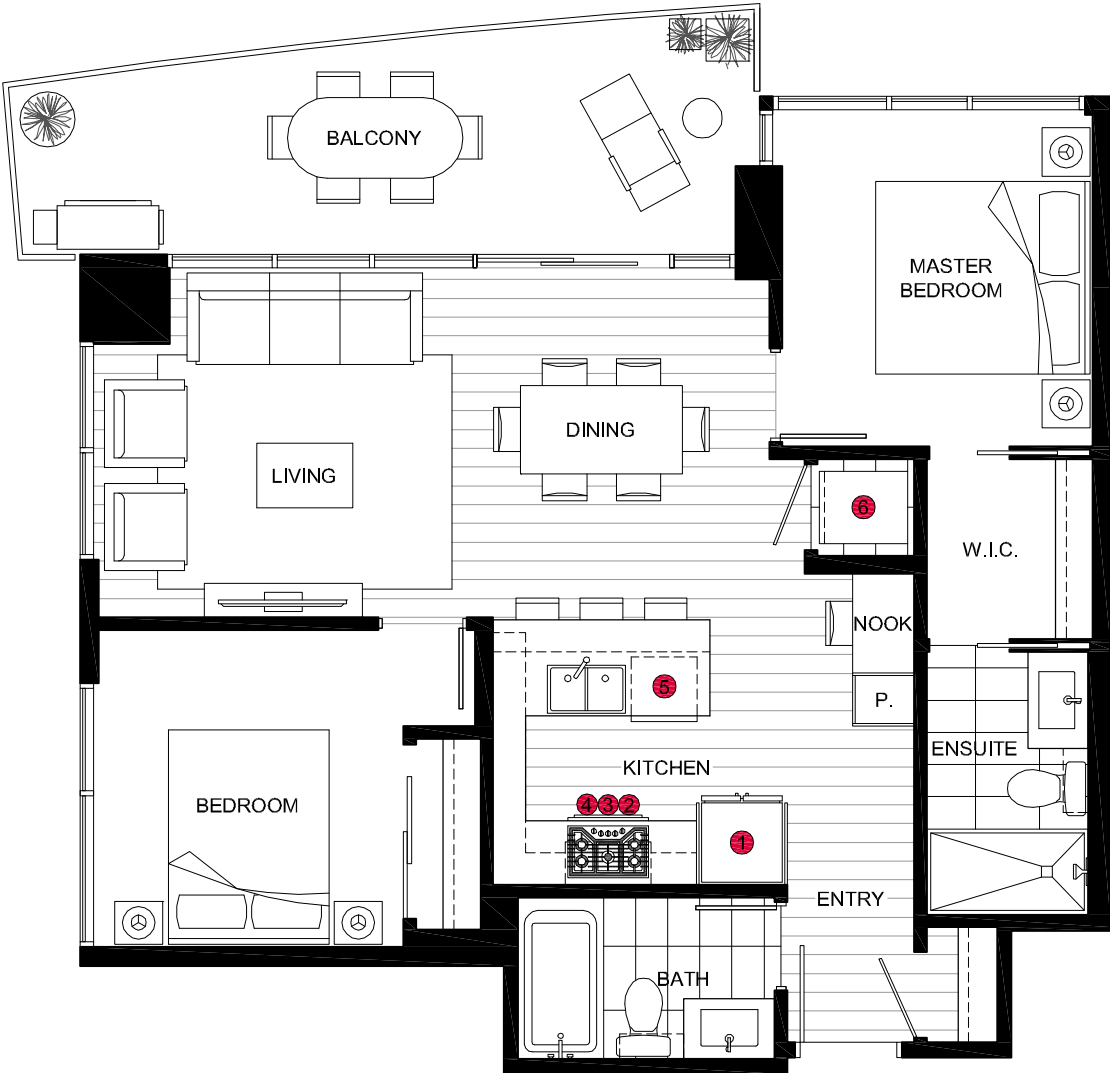 BALCONY
MASTER
BEDROOM
DINING
LIVING
6
W.I.C.
NOOK
5
P.
ENSUITE
KITCHEN
4 3 2
BEDROOM
1
ENTRY
BATH